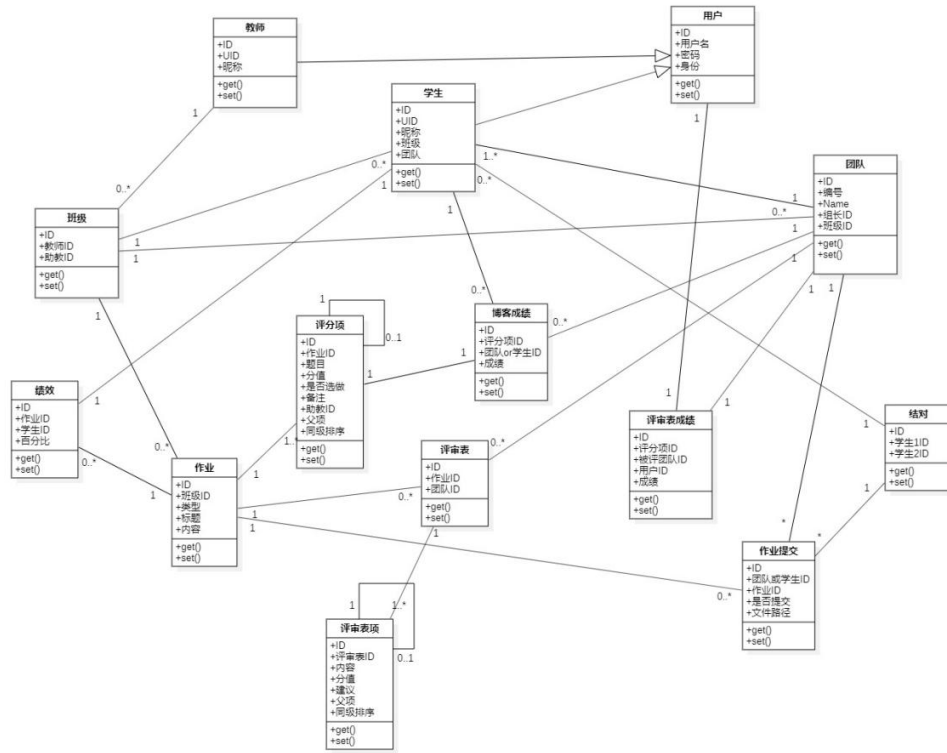 教师
+ID
+UID
+昵称
+get()
+set()
用户
+ID
+用户名
+密码
+身份
+get()
+set()
学生
+ID
+UID
+昵称
+班级
+团队
+get()
+set()
团队
+ID
+编号
+Name
+组长ID
+班级ID
+get()
+set()
班级
+ID
+教师ID
+助教ID
+get()
+set()
评分项
+ID
+作业ID
+题目
+分值
+是否选做
+备注
+助教ID
+父项
+同级排序
+get()
+set()
博客成绩
+ID
+评分项ID
+团队or学生ID
+成绩
+get()
+set()
绩效
+ID
+作业ID
+学生ID
+百分比
+get()
+set()
作业
+ID
+班级ID
+类型
+标题
+内容
+get()
+set()
评审表
+ID
+作业ID
+团队ID
+get()
+set()
评审表成绩
+ID
+评分项ID
+被评团队ID
+用户ID
+成绩
+get()
+set()
结对
+ID
+学生1ID
+学生2ID
+get()
+set()
作业提交
+ID
+团队或学生ID
+作业ID
+是否提交
+文件路径
+get()
+set()
评审表项
+ID
+评审表ID
+内容
+分值
+建议
+父项
+同级排序
+get()
+set()
1
0..*
1
0..*
1
1
0..*
1
1..*
1
0..*
1
1
0..*
1
0..*
1
0..*
1
1
0..1
1
1
1
1..*
0..*
1
0..*
1
0..*
1
0..*
1
1
1
1
*
1
*
1
0..*
1
1..*
1
0..1